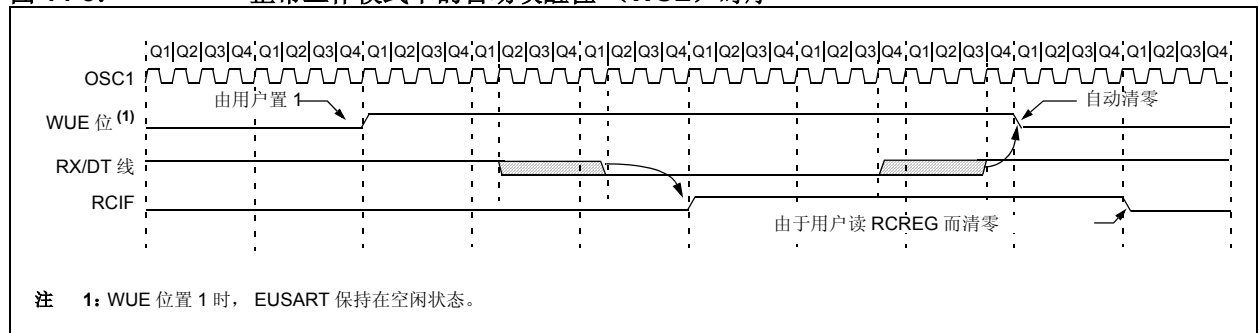 Q1 Q2 Q3 Q4 Q1 Q2 Q3 Q4 Q1 Q2 Q3 Q4 Q1 Q2 Q3 Q4 Q1 Q2 Q3 Q4 Q1 Q2 Q3 Q4 Q1 Q2 Q3 Q4 Q1 Q2 Q3 Q4 Q1 Q2 Q3 Q4 Q1 Q2 Q3 Q4
OSC1
由用户置 1
自动清零
WUE 位 (1)
RX/DT 线
RCIF
由于用户读 RCREG 而清零
注 1: WUE 位置 1 时， EUSART 保持在空闲状态。